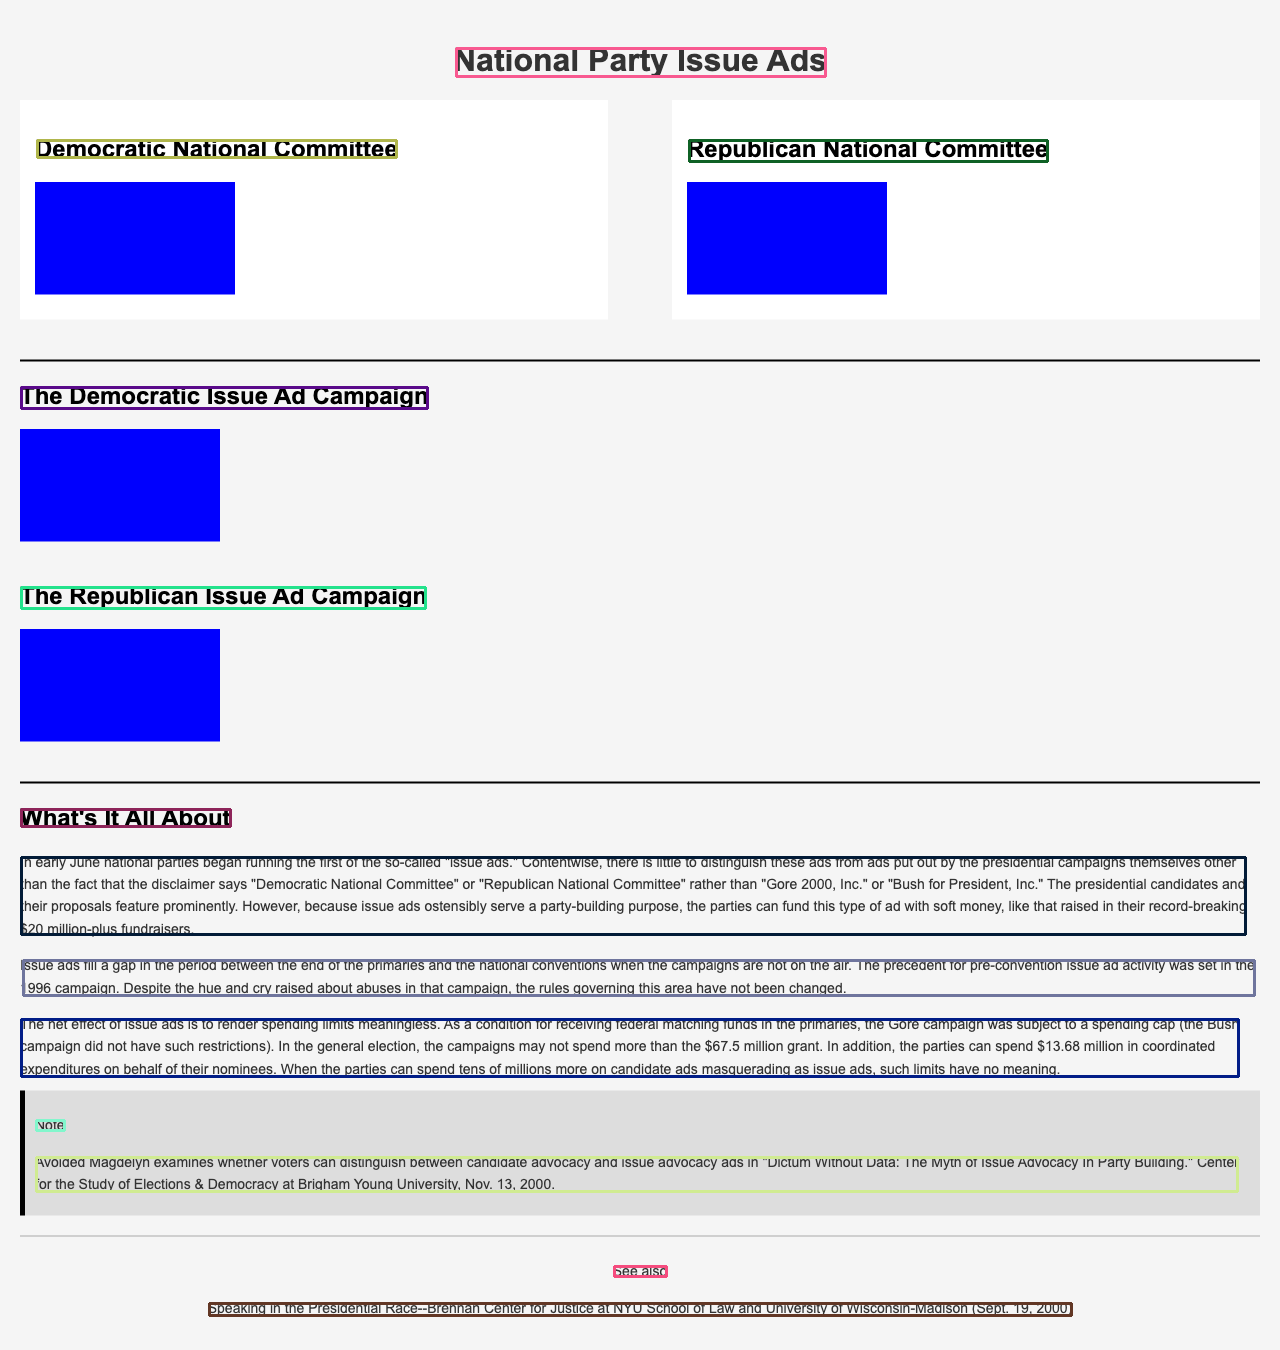 National Party Issue Ads
Democratic National Committee
Republican National Committee
The Democratic Issue Ad Campaign
The Republican Issue Ad Campaign
What's It All About
In early June national parties began running the first of the so-called "issue ads." Contentwise, there is little to distinguish these ads from ads put out by the presidential campaigns themselves other
than the fact that the disclaimer says "Democratic National Committee" or "Republican National Committee" rather than "Gore 2000, Inc." or "Bush for President, Inc." The presidential candidates and
their proposals feature prominently. However, because issue ads ostensibly serve a party-building purpose, the parties can fund this type of ad with soft money, like that raised in their record-breaking
$20 million-plus fundraisers.
Issue ads fill a gap in the period between the end of the primaries and the national conventions when the campaigns are not on the air. The precedent for pre-convention issue ad activity was set in the
1996 campaign. Despite the hue and cry raised about abuses in that campaign, the rules governing this area have not been changed.
The net effect of issue ads is to render spending limits meaningless. As a condition for receiving federal matching funds in the primaries, the Gore campaign was subject to a spending cap (the Bush
campaign did not have such restrictions). In the general election, the campaigns may not spend more than the $67.5 million grant. In addition, the parties can spend $13.68 million in coordinated
expenditures on behalf of their nominees. When the parties can spend tens of millions more on candidate ads masquerading as issue ads, such limits have no meaning.
Note
Avoided Magdelyn examines whether voters can distinguish between candidate advocacy and issue advocacy ads in "Dictum Without Data: The Myth of Issue Advocacy In Party Building." Center
for the Study of Elections & Democracy at Brigham Young University, Nov. 13, 2000.
See also
Speaking in the Presidential Race--Brennan Center for Justice at NYU School of Law and University of Wisconsin-Madison (Sept. 19, 2000)